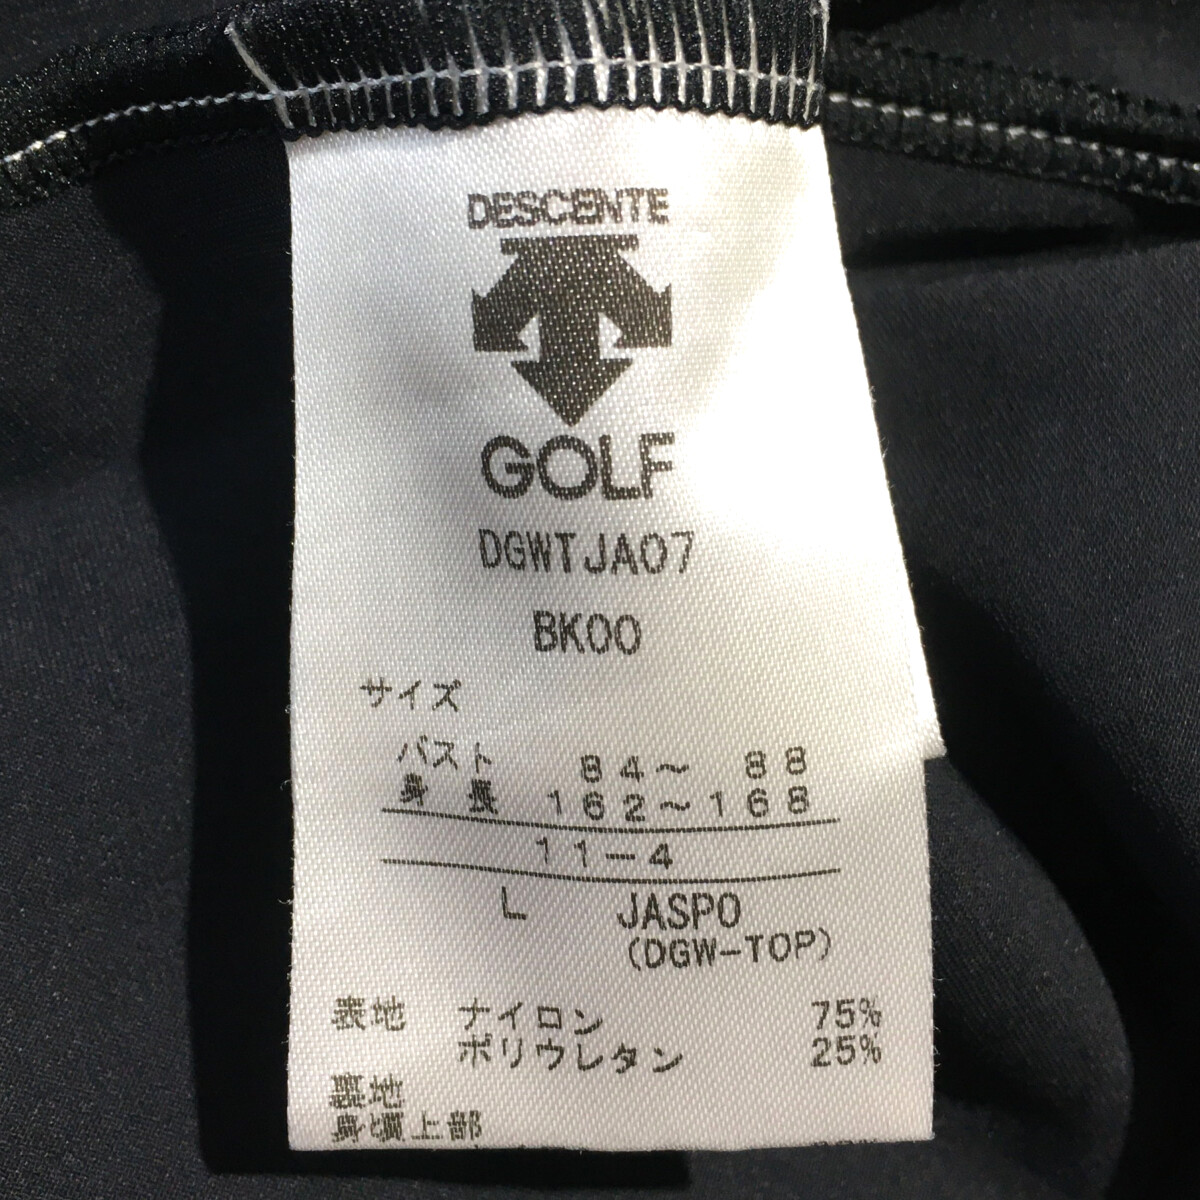 DESCENTE
GOLF
DGWTJA07
BK00
サイズ
バスト 84～ 88
身長 162～168
11-4
L JASPO
(DGW-TOP)
表地 ナイロン 75%
ポリウレタン 25%
裏地
身頃上部